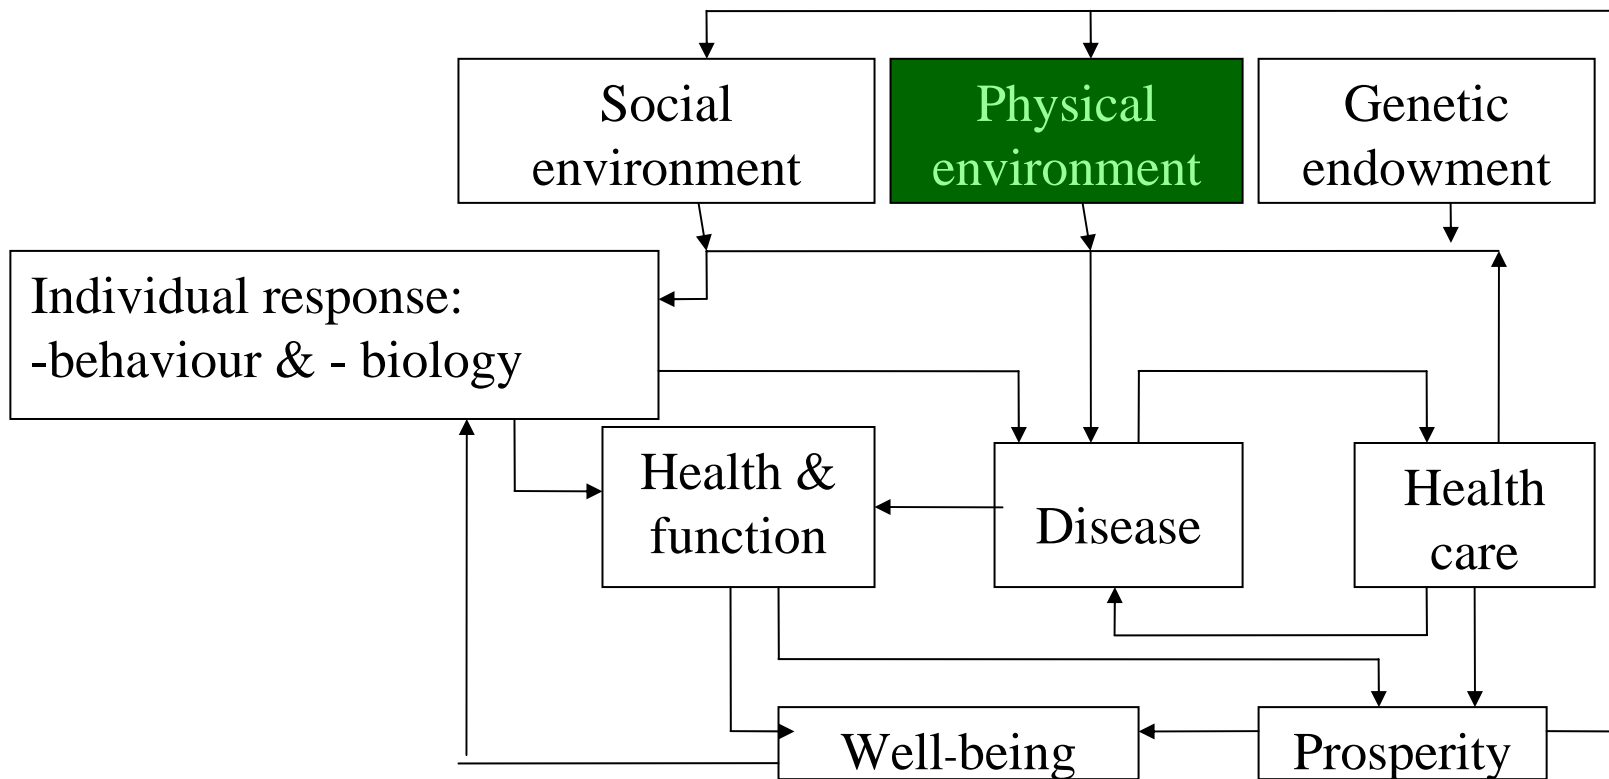 Social
environment
Physical
environment
Genetic
endowment
Individual response:
-behaviour & - biology
Health &
function
Disease
Health
care
Well-being
Prosperity